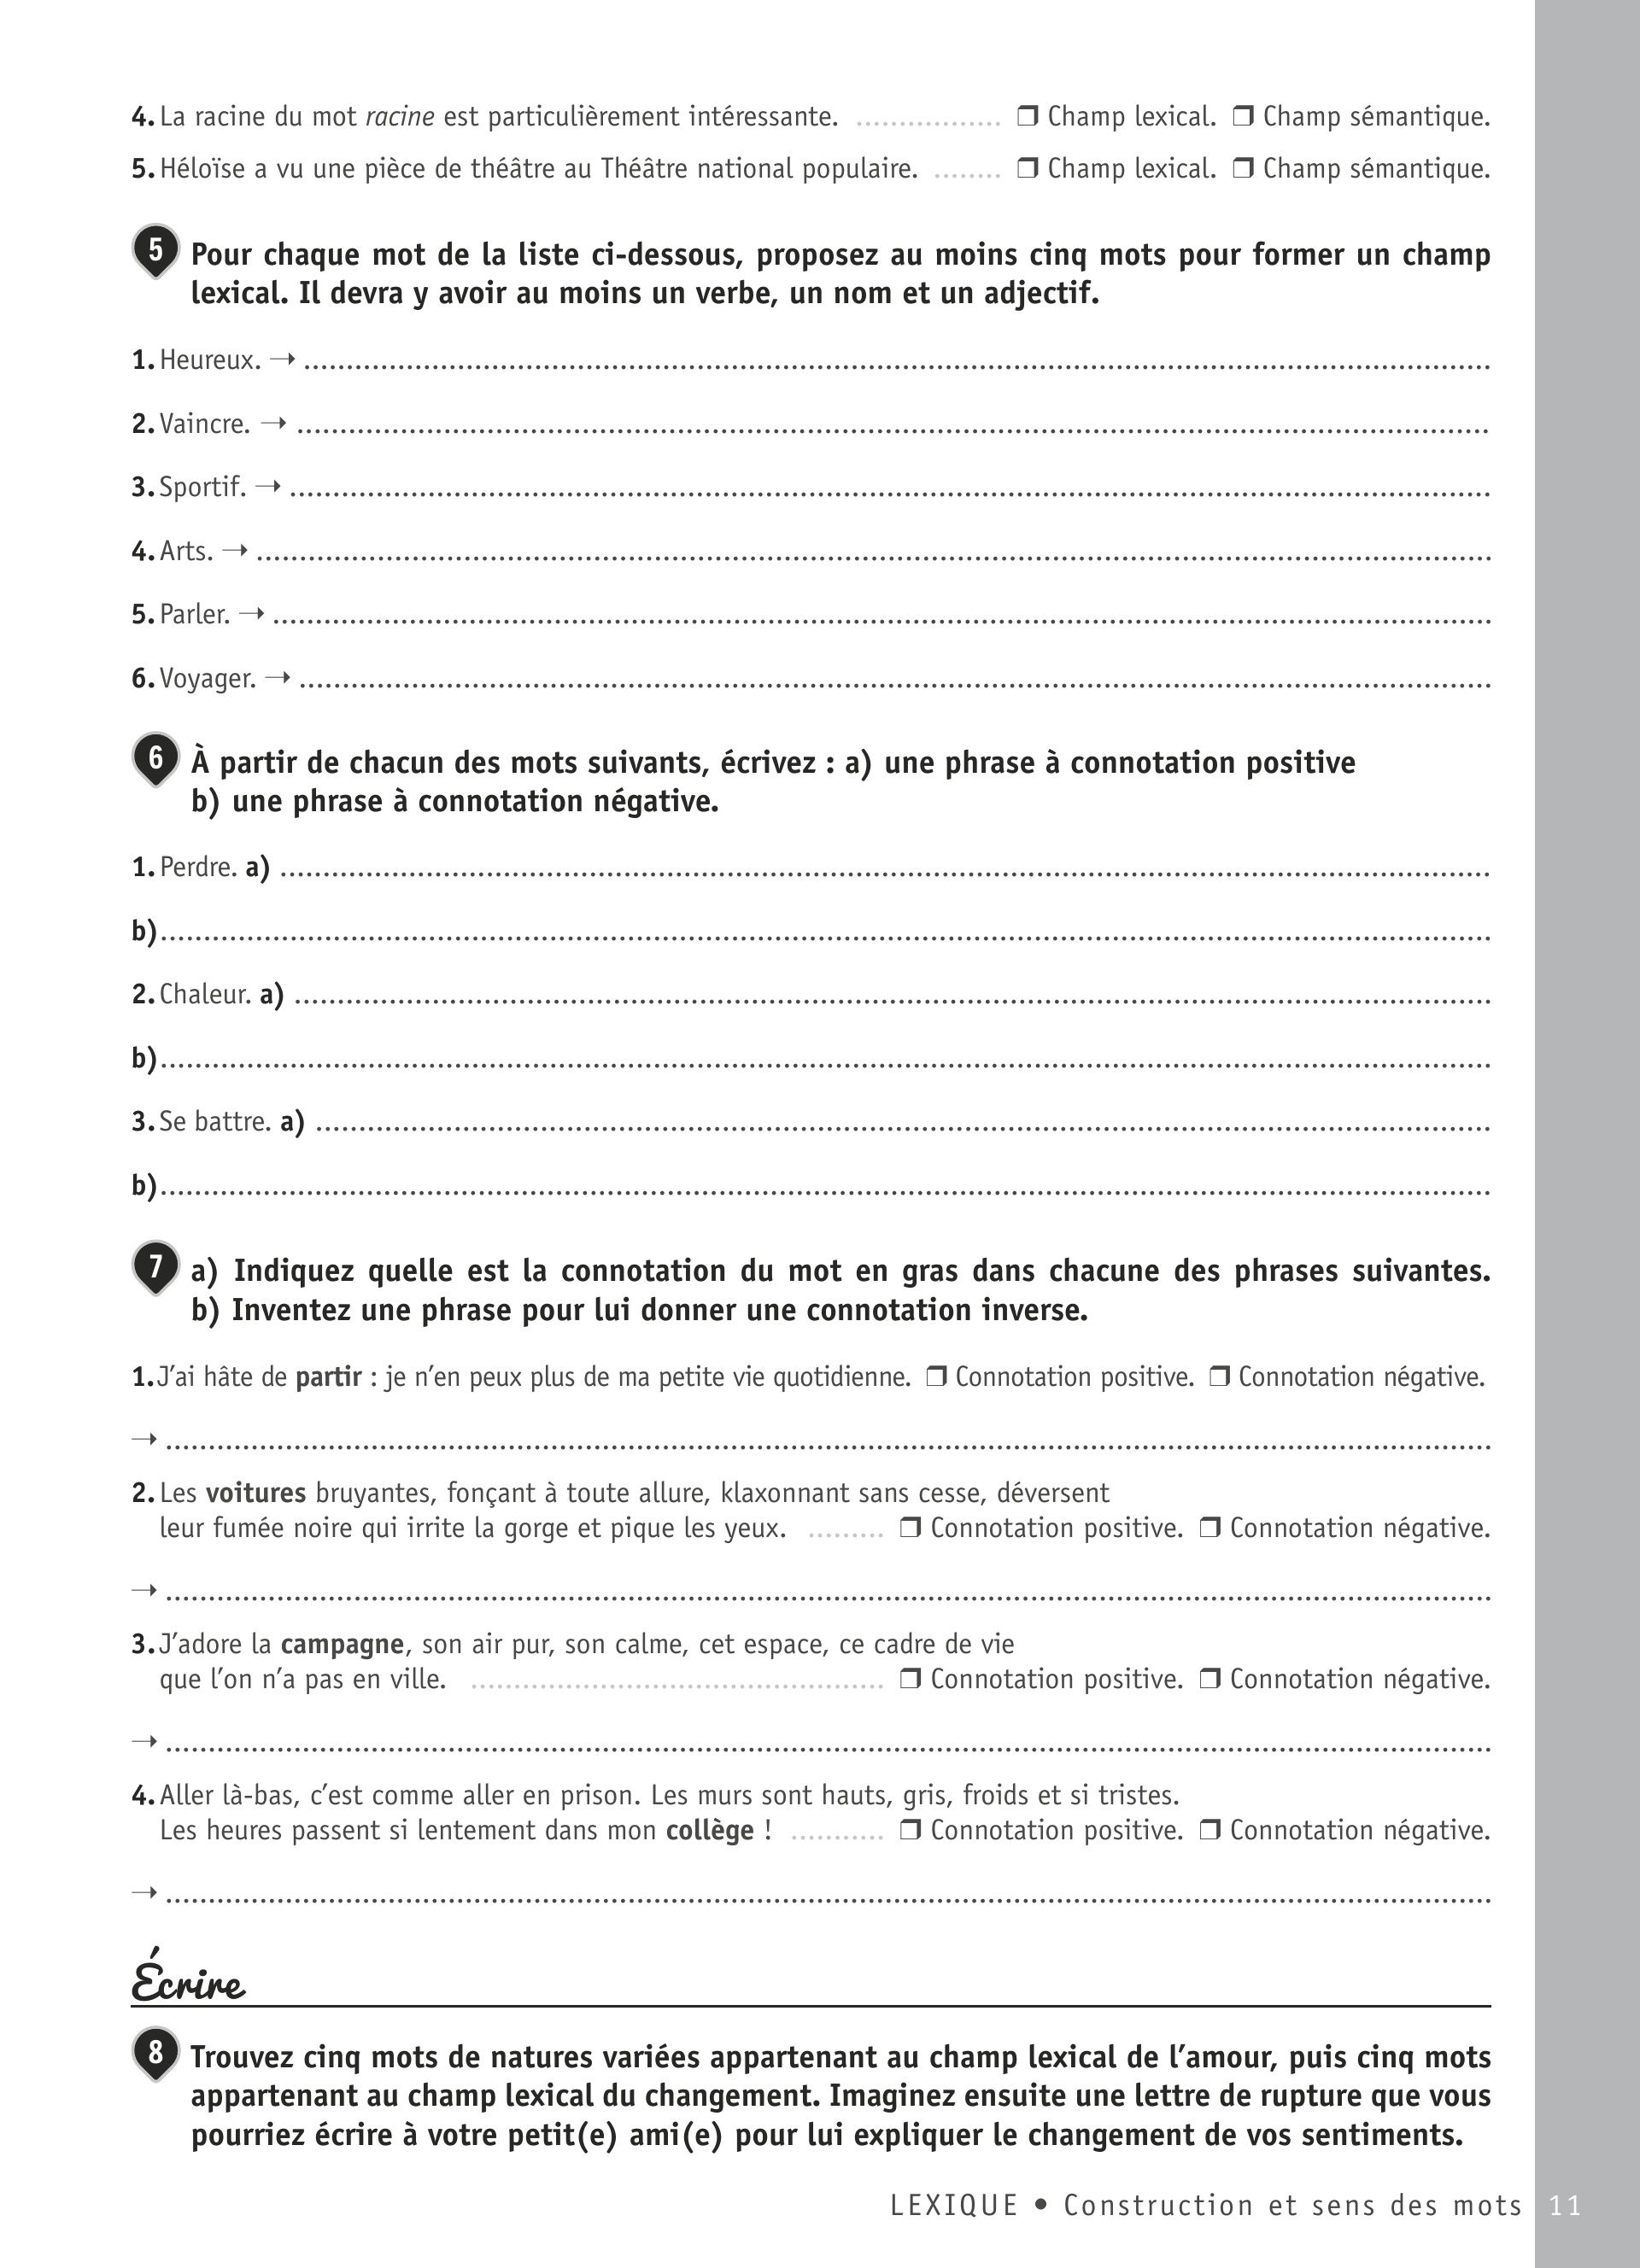 4. La racine du mot racine est particulièrement intéressante. ................. ❒ Champ lexical. ❒ Champ sémantique.
5. Héloïse a vu une pièce de théâtre au Théâtre national populaire. ........ ❒ Champ lexical. ❒ Champ sémantique.
5 Pour chaque mot de la liste ci-dessous, proposez au moins cinq mots pour former un champ
lexical. Il devra y avoir au moins un verbe, un nom et un adjectif.
1. Heureux. → ........................................
2. Vaincre. → ........................................
3. Sportif. → ........................................
4. Arts. → ........................................
5. Parler. → ........................................
6. Voyager. → ........................................
6 À partir de chacun des mots suivants, écrivez : a) une phrase à connotation positive
b) une phrase à connotation négative.
1. Perdre. a) ........................................
b) ........................................
2. Chaleur. a) ........................................
b) ........................................
3. Se battre. a) ........................................
b) ........................................
7 a) Indiquez quelle est la connotation du mot en gras dans chacune des phrases suivantes.
b) Inventez une phrase pour lui donner une connotation inverse.
1. J'ai hâte de partir : je n'en peux plus de ma petite vie quotidienne. ❒ Connotation positive. ❒ Connotation négative.
→ ........................................
2. Les voitures bruyantes, fonçant à toute allure, klaxonnant sans cesse, déversent
leur fumée noire qui irrite la gorge et pique les yeux. ......... ❒ Connotation positive. ❒ Connotation négative.
→ ........................................
3. J'adore la campagne, son air pur, son calme, cet espace, ce cadre de vie
que l'on n'a pas en ville. ........................................ ❒ Connotation positive. ❒ Connotation négative.
→ ........................................
4. Aller là-bas, c'est comme aller en prison. Les murs sont hauts, gris, froids et si tristes.
Les heures passent si lentement dans mon collège ! ........... ❒ Connotation positive. ❒ Connotation négative.
→ ........................................
Écrire
8 Trouvez cinq mots de natures variées appartenant au champ lexical de l'amour, puis cinq mots
appartenant au champ lexical du changement. Imaginez ensuite une lettre de rupture que vous
pourriez écrire à votre petit(e) ami(e) pour lui expliquer le changement de vos sentiments.
LEXIQUE • Construction et sens des mots 11